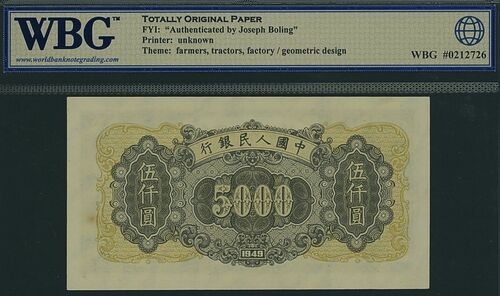 WBG™
www.worldbanknotegrading.com
TOTALLY ORIGINAL PAPER
FYI: "Authenticated by Joseph Boling"
Printer: unknown
Theme: farmers, tractors, factory / geometric design
WBG #0212726
行銀民人國中
伍仟圓
5000
伍仟圓
1949